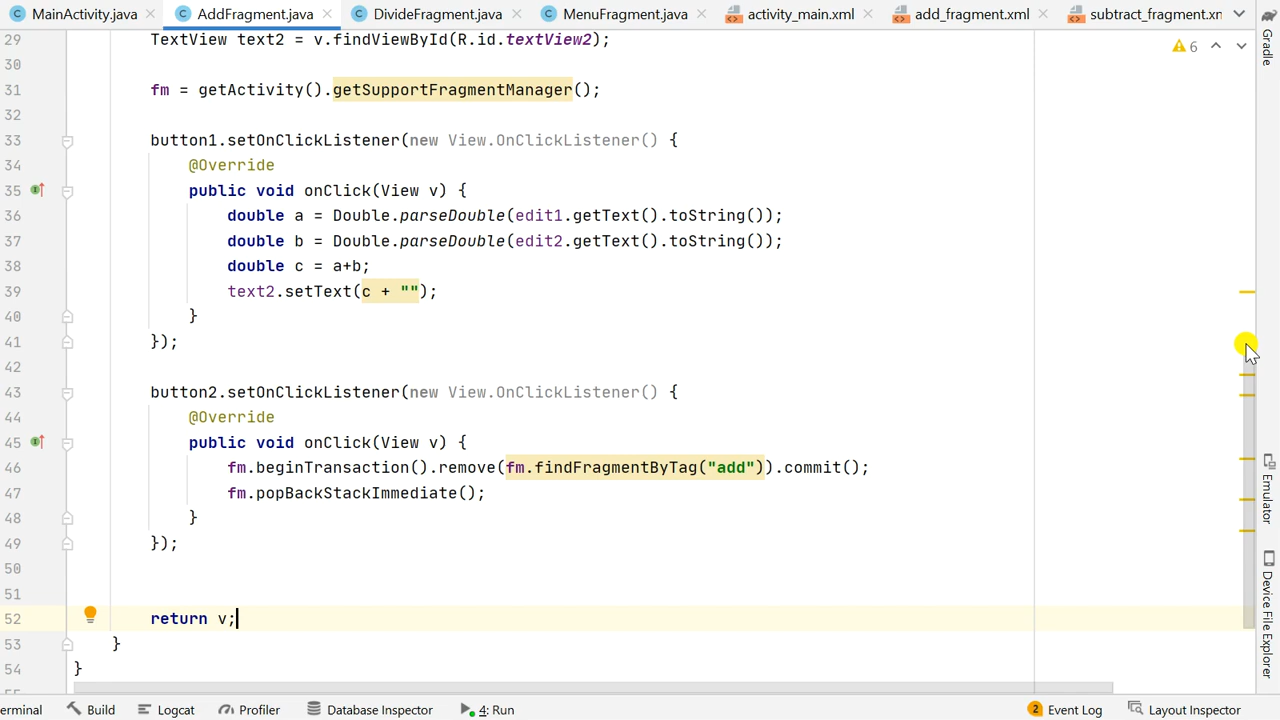 MainActivity.java AddFragment.java DivideFragment.java MenuFragment.java activity_main.xml add_fragment.xml subtract_fragment.xm
29 TextView text2 = v.findViewById(R.id.textView2);
6
Gradle
30
31 fm = getActivity().getSupportFragmentManager();
32
33 button1.setOnClickListener(new View.OnClickListener() {
34 @Override
35 public void onClick(View v) {
36 double a = Double.parseDouble(edit1.getText().toString());
37 double b = Double.parseDouble(edit2.getText().toString());
38 double c = a+b;
39 text2.setText(c + "");
40 }
41 });
42
43 button2.setOnClickListener(new View.OnClickListener() {
44 @Override
45 public void onClick(View v) {
46 fm.beginTransaction().remove(fm.findFragmentByTag("add")).commit();
47 fm.popBackStackImmediate();
48 }
49 });
50
51
52 return v;
53 }
54 }
55
Emulator
Device File Explorer
erminal Build Logcat Profiler Database Inspector 4: Run 2 Event Log Layout Inspector